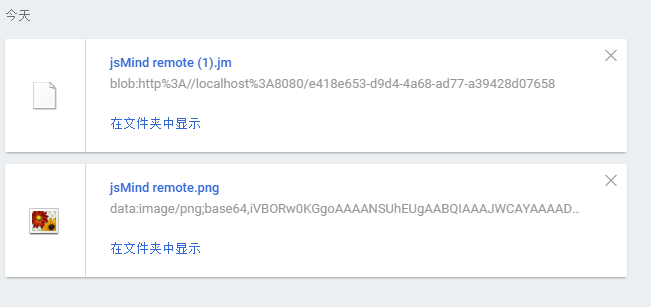 今天
jsMind remote (1).jm
blob:http%3A//localhost%3A8080/e418e653-d9d4-4a68-ad77-a39428d07658
在文件夹中显示
jsMind remote.png
data:image/png;base64,iVBORw0KGgoAAAANSUhEUgAABQIAAAJWCAYAAAAD...
在文件夹中显示